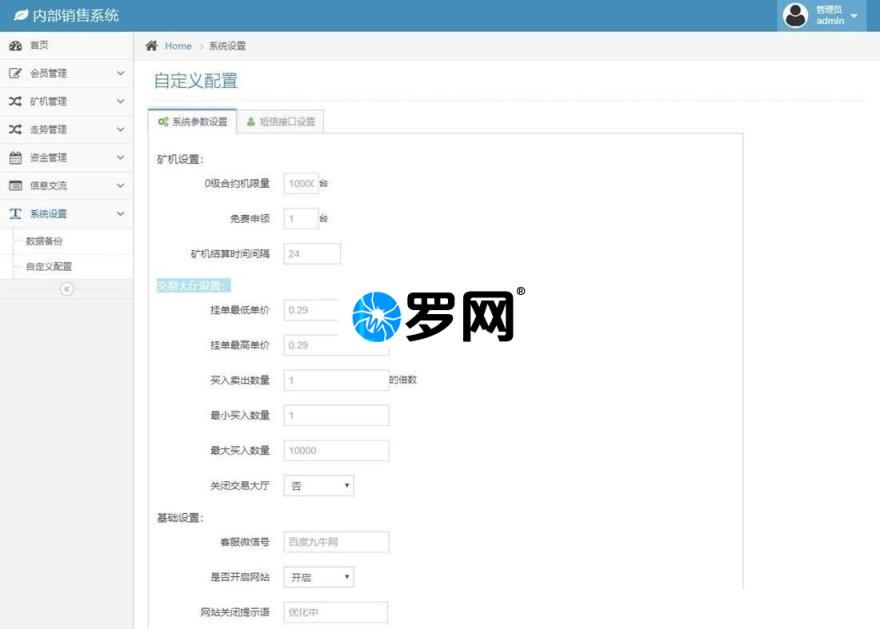 内部销售系统
管理员
admin
首页
会员管理
矿机管理
走势管理
资金管理
信息交流
系统设置
数据备份
自定义配置
Home > 系统设置
自定义配置
系统参数设置
短信接口设置
矿机设置:
0级合约机限量 10000 台
免费申领 1 台
矿机结算时间间隔 24
交易大厅设置:
挂单最低单价 0.29
挂单最高单价 0.29
买入卖出数量 1 的倍数
最小买入数量 1
最大买入数量 10000
关闭交易大厅 否
基础设置:
客服微信号 百度九牛网
是否开启网站 开启
网站关闭提示语 优化中
罗网®